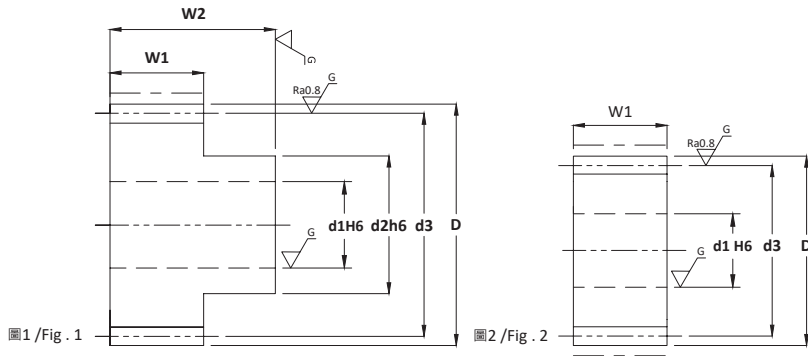 W2
W1
G
G
Ra0.8
d1H6 d2h6 d3 D
G
圖1 /Fig . 1
W1
G
Ra0.8
d1 H6 d3 D
G
圖2 /Fig . 2